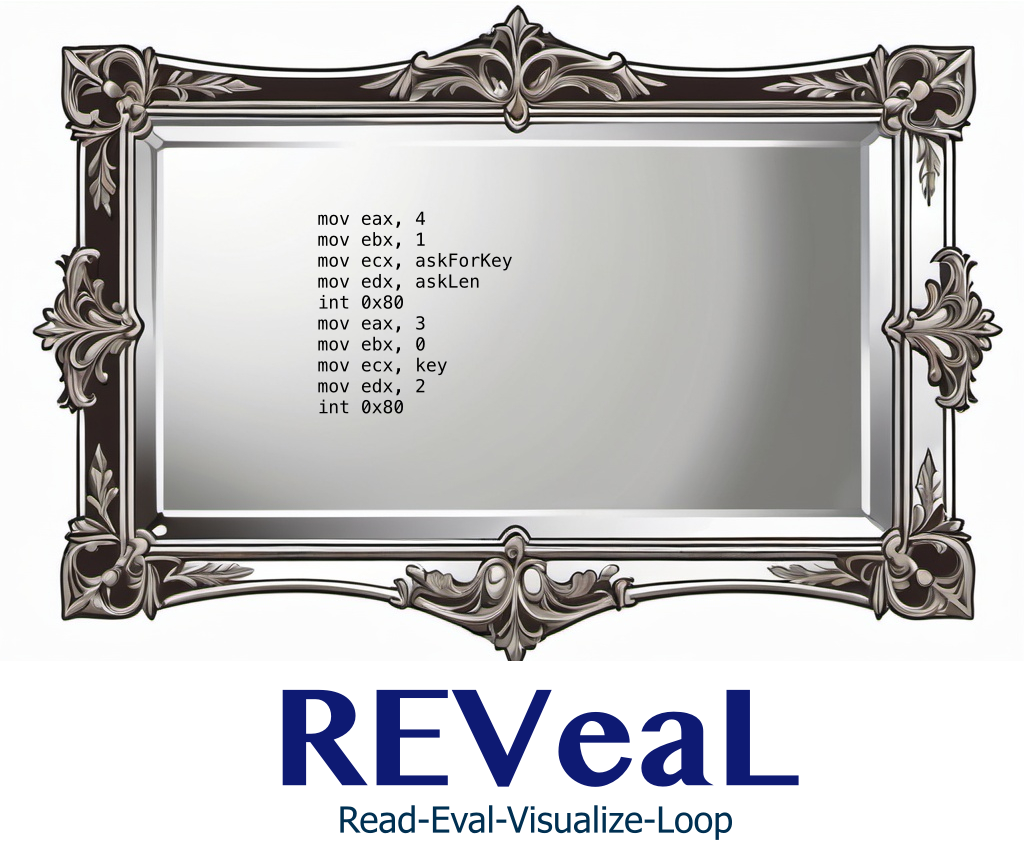 mov eax, 4
mov ebx, 1
mov ecx, askForKey
mov edx, askLen
int 0x80
mov eax, 3
mov ebx, 0
mov ecx, key
mov edx, 2
int 0x80
REVeaL
Read-Eval-Visualize-Loop